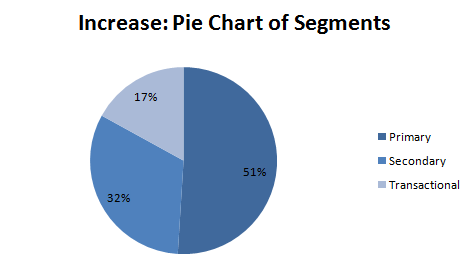 Increase: Pie Chart of Segments
17%
51%
32%
Primary
Secondary
Transactional